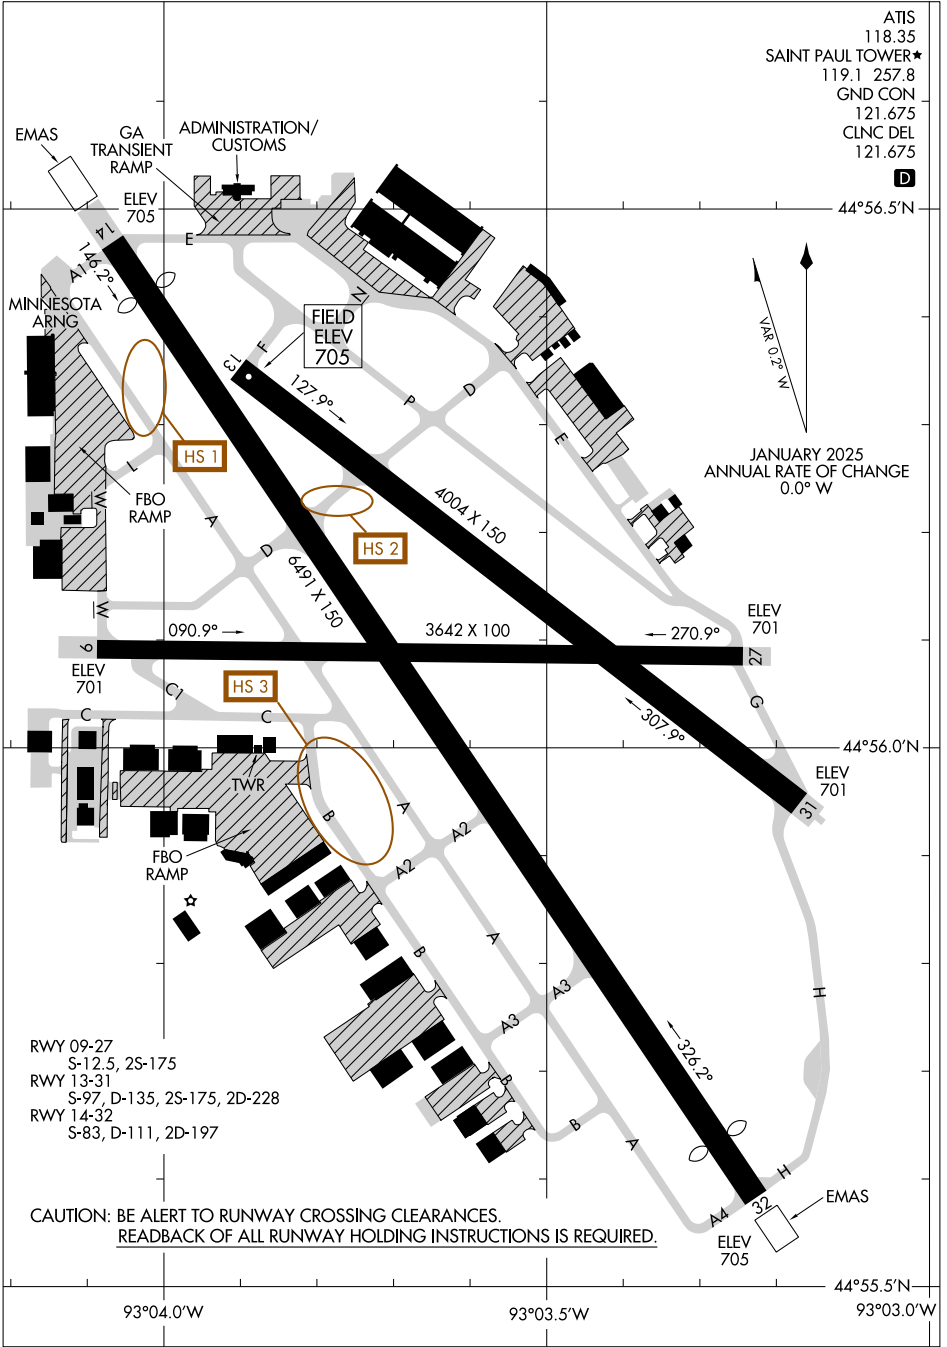 ATIS
118.35
SAINT PAUL TOWER★
119.1 257.8
GND CON
121.675
CLNC DEL
121.675
D
EMAS
GA
TRANSIENT
RAMP
ADMINISTRATION/
CUSTOMS
ELEV
705
44°56.5'N
14
E
A1
146.2°
MINNESOTA
ARNG
N
FIELD
ELEV
705
VAR 0.2° W
13
F
127.9°
P
D
E
HS 1
JANUARY 2025
ANNUAL RATE OF CHANGE
0.0° W
L
FBO
RAMP
W
A
D
4004 X 150
HS 2
6491 X 150
W
9
090.9°
3642 X 100
270.9°
27
ELEV
701
ELEV
701
C1
HS 3
C
C
G
307.9°
44°56.0'N
TWR
ELEV
701
31
B
A
A2
A2
FBO
RAMP
B
A
A3
A3
H
326.2°
RWY 09-27
S-12.5, 2S-175
RWY 13-31
S-97, D-135, 2S-175, 2D-228
RWY 14-32
S-83, D-111, 2D-197
B
B
A
H
A4
32
EMAS
ELEV
705
CAUTION: BE ALERT TO RUNWAY CROSSING CLEARANCES.
READBACK OF ALL RUNWAY HOLDING INSTRUCTIONS IS REQUIRED.
44°55.5'N
93°04.0'W
93°03.5'W
93°03.0'W